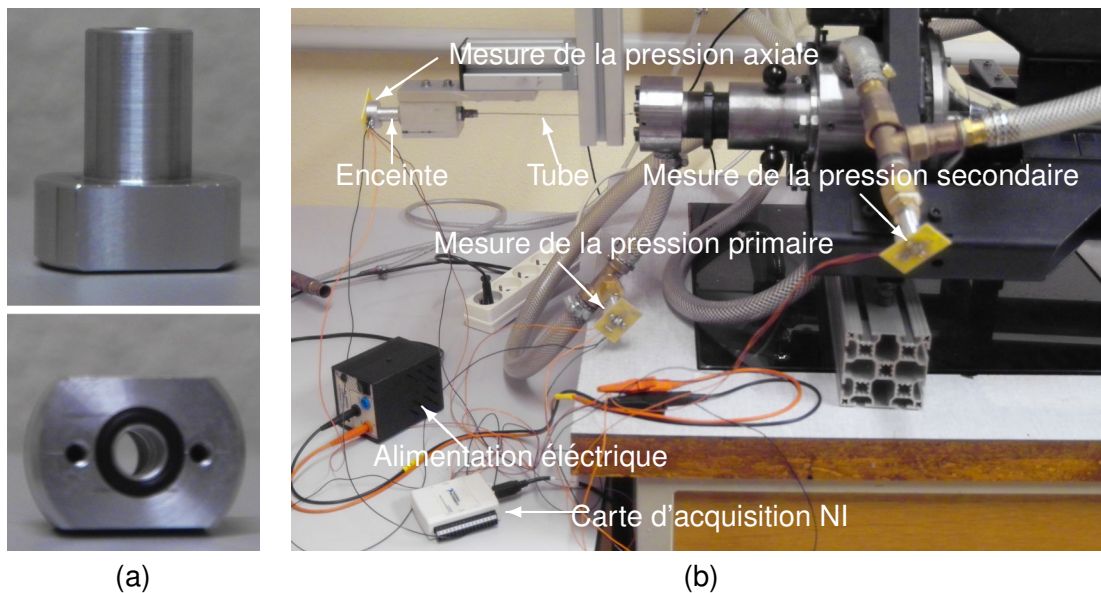 Mesure de la pression axiale
Enceinte
Tube
Mesure de la pression secondaire
Mesure de la pression primaire
Alimentation éléctrique
Carte d'acquisition NI
(a)
(b)